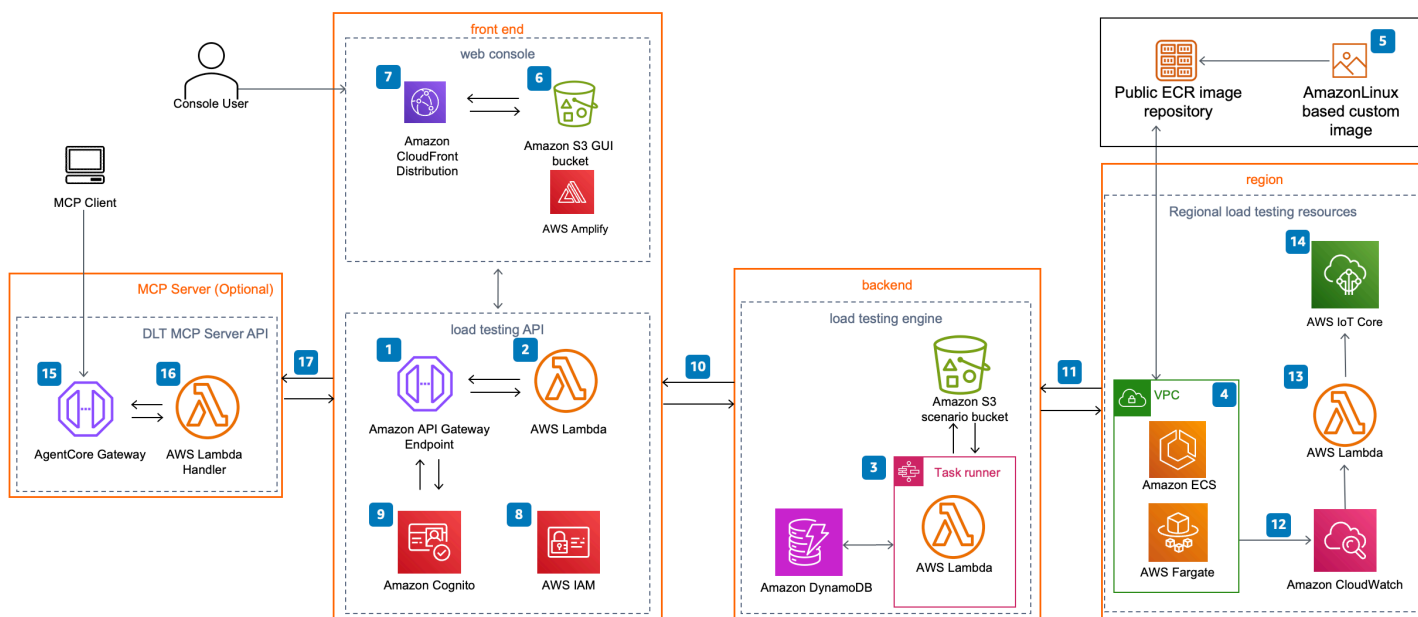 Console User
MCP Client
MCP Server (Optional)
DLT MCP Server API
15
AgentCore Gateway
16
AWS Lambda
Handler
17
front end
web console
7
Amazon
CloudFront
Distribution
6
Amazon S3 GUI
bucket
AWS Amplify
load testing API
1
Amazon API Gateway
Endpoint
2
AWS Lambda
9
Amazon Cognito
8
AWS IAM
10
backend
load testing engine
Amazon S3
scenario bucket
3
Task runner
AWS Lambda
Amazon DynamoDB
11
Public ECR image
repository
5
AmazonLinux
based custom
image
region
Regional load testing resources
14
AWS IoT Core
13
AWS Lambda
VPC
4
Amazon ECS
AWS Fargate
12
Amazon CloudWatch